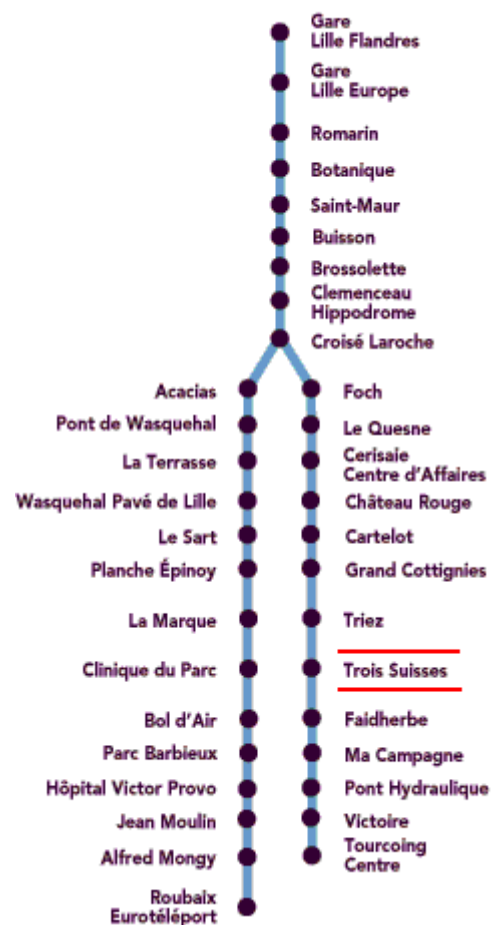 Gare
Lille Flandres
Gare
Lille Europe
Romarin
Botanique
Saint-Maur
Buisson
Brossolette
Clemenceau
Hippodrome
Croisé Laroche
Acacias
Pont de Wasquehal
La Terrasse
Wasquehal Pavé de Lille
Le Sart
Planche Épinoy
La Marque
Clinique du Parc
Bol d'Air
Parc Barbieux
Hôpital Victor Provo
Jean Moulin
Alfred Mongy
Roubaix
Eurotéléport
Foch
Le Quesne
Cerisaie
Centre d'Affaires
Château Rouge
Cartelot
Grand Cottignies
Triez
Trois Suisses
Faidherbe
Ma Campagne
Pont Hydraulique
Victoire
Tourcoing
Centre